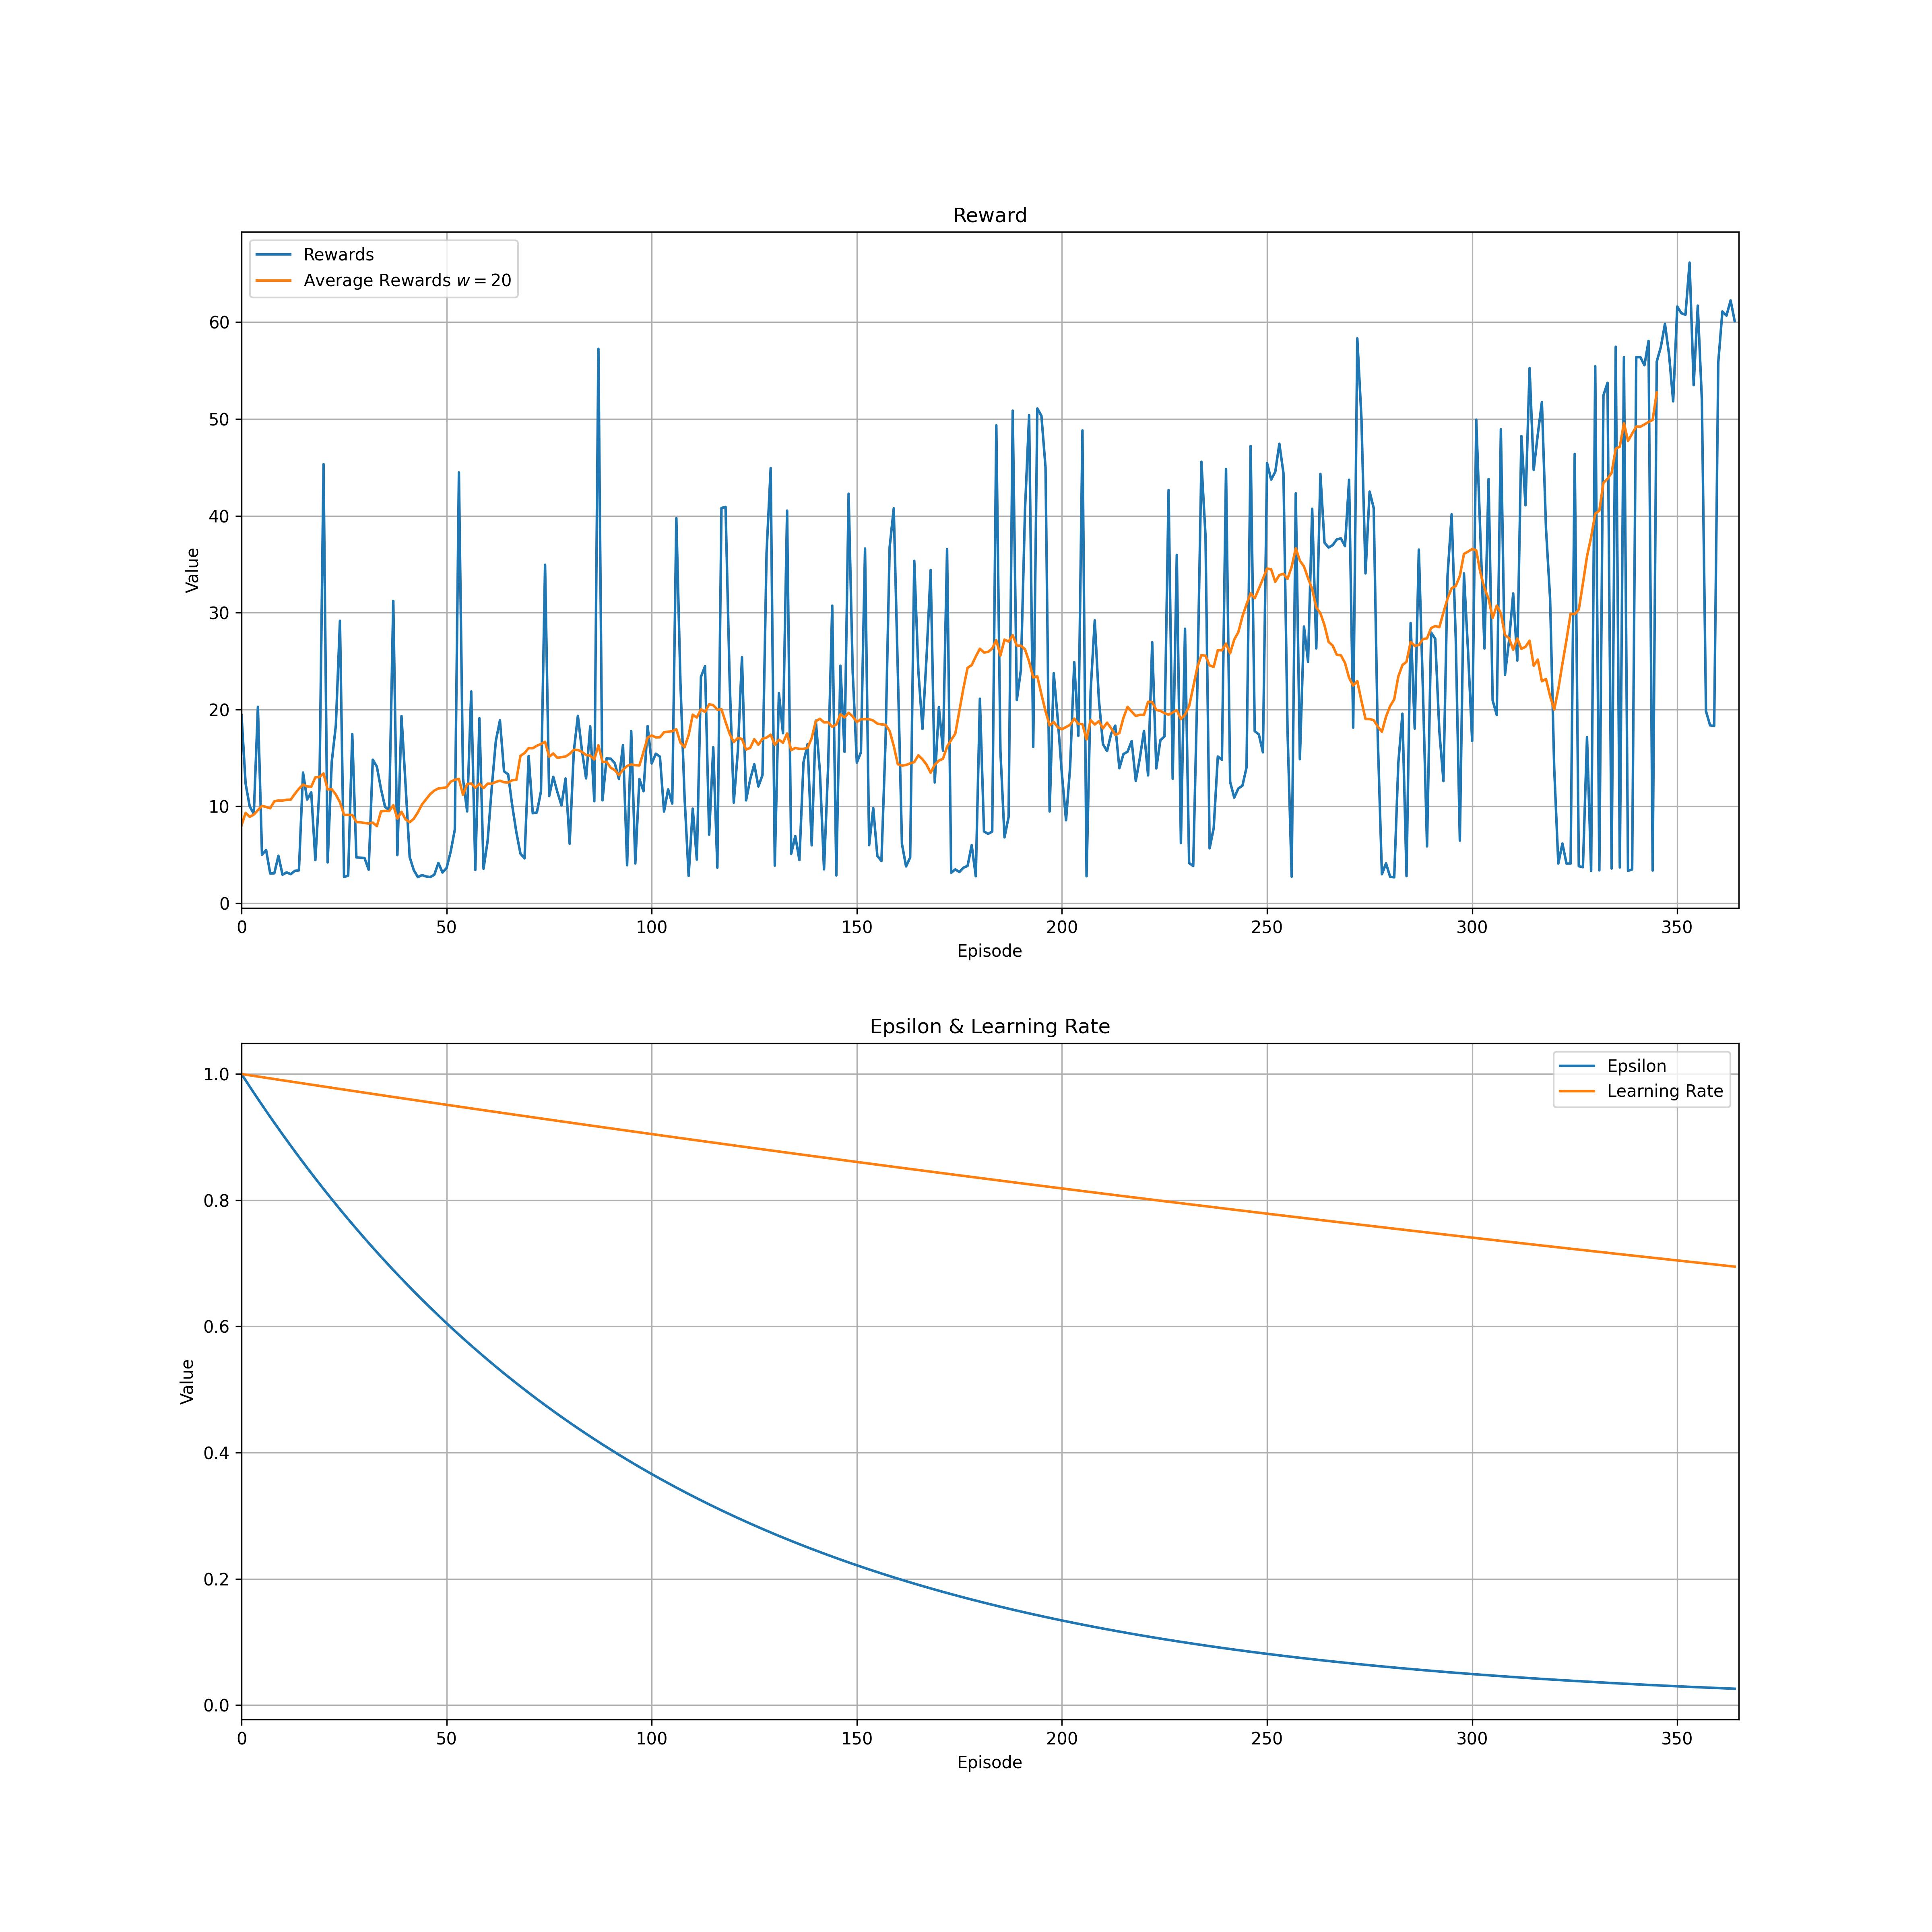 Reward
Rewards
Average Rewards w = 20
Value
60
50
40
30
20
10
0
0 50 100 150 200 250 300 350
Episode
Epsilon & Learning Rate
Epsilon
Learning Rate
Value
1.0
0.8
0.6
0.4
0.2
0.0
0 50 100 150 200 250 300 350
Episode